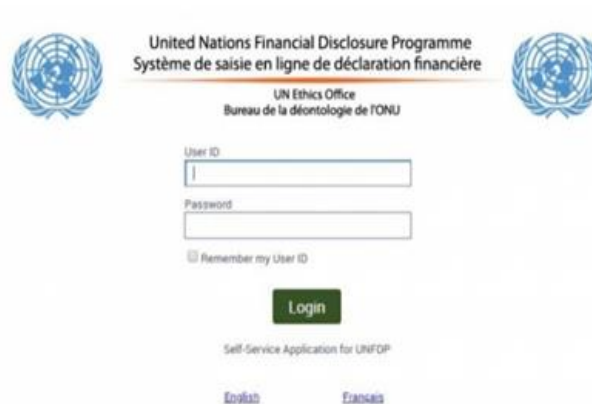 United Nations Financial Disclosure Programme
Système de saisie en ligne de déclaration financière
UN Ethics Office
Bureau de la déontologie de l'ONU
User ID
Password
Remember my User ID
Login
Self-Service Application for UNFDP
English Français